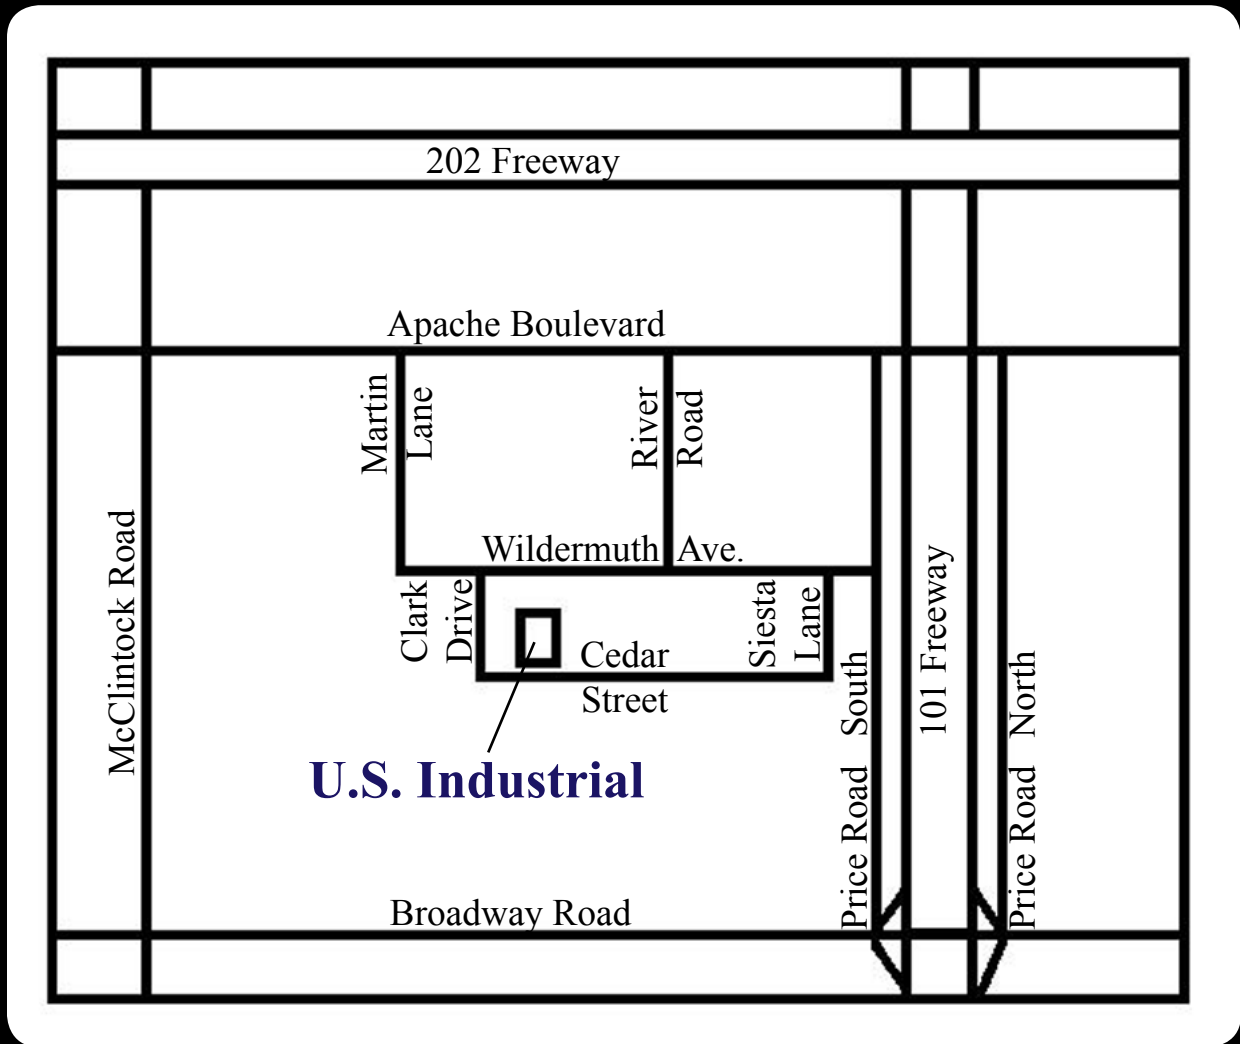 202 Freeway
Apache Boulevard
Martin
Lane
River
Road
Wildermuth Ave.
McClintock Road
Clark
Drive
Siesta
Lane
Cedar
Street
U.S. Industrial
Price Road South
101 Freeway
Price Road North
Broadway Road